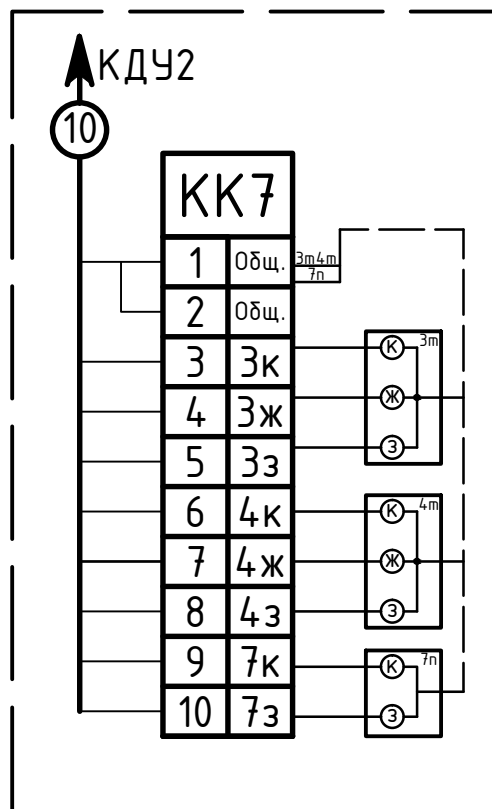 КДУ2
10
КК7
1 Общ. 3т4т
7п
2 Общ.
3 3к К 3т
4 3ж Ж
5 3з З
6 4к К 4т
7 4ж Ж
8 4з З
9 7к К 7п
10 7з З